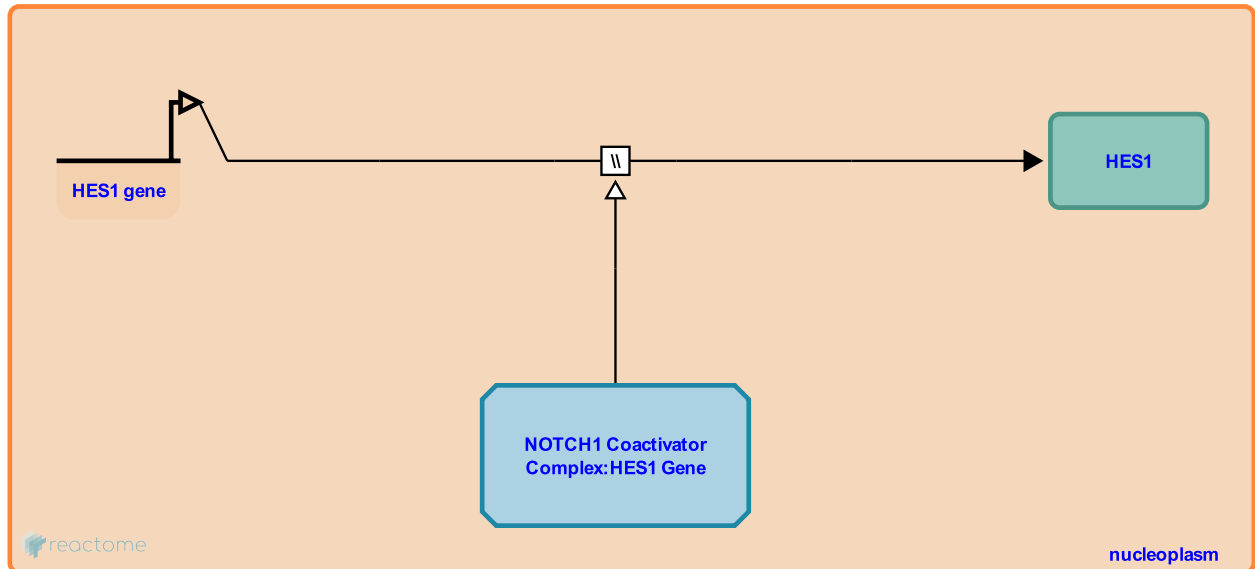 HES1 gene
\\
HES1
NOTCH1 Coactivator
Complex:HES1 Gene
reactome
nucleoplasm